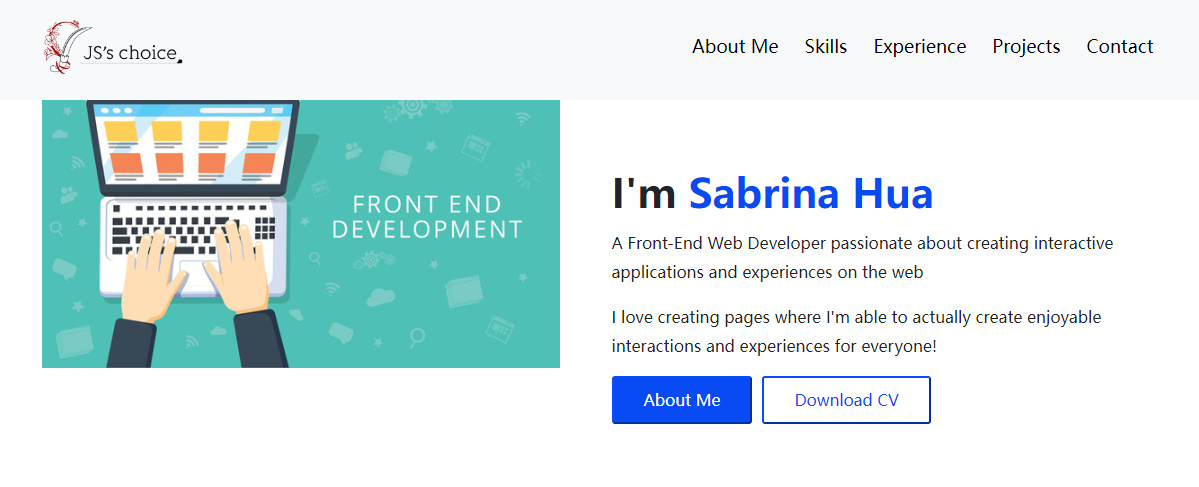 JS's choice
About Me Skills Experience Projects Contact
FRONT END
DEVELOPMENT
I'm Sabrina Hua
A Front-End Web Developer passionate about creating interactive
applications and experiences on the web
I love creating pages where I'm able to actually create enjoyable
interactions and experiences for everyone!
About Me Download CV